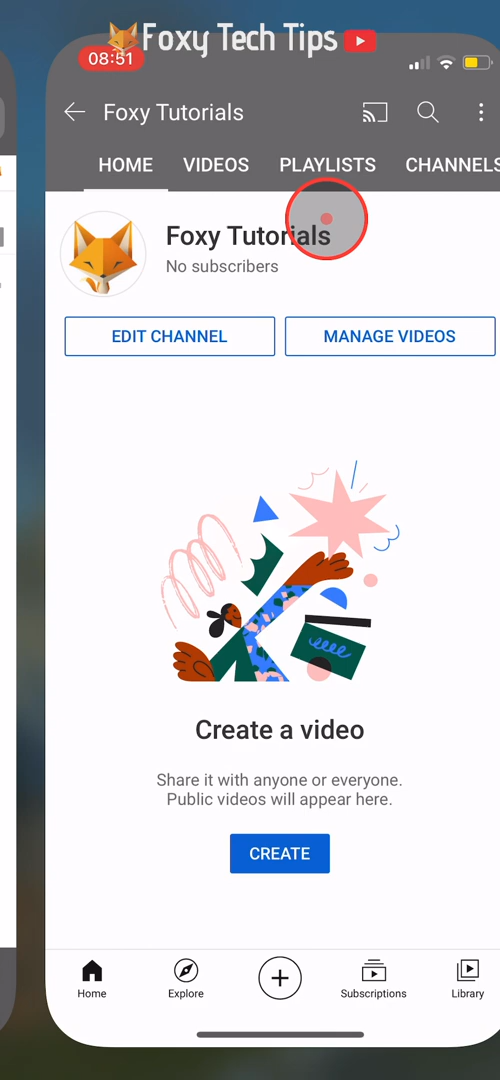 Foxy Tech Tips
08:51
Foxy Tutorials
HOME VIDEOS PLAYLISTS CHANNELS
Foxy Tutorials
No subscribers
EDIT CHANNEL MANAGE VIDEOS
Create a video
Share it with anyone or everyone.
Public videos will appear here.
CREATE
Home Explore Subscriptions Library